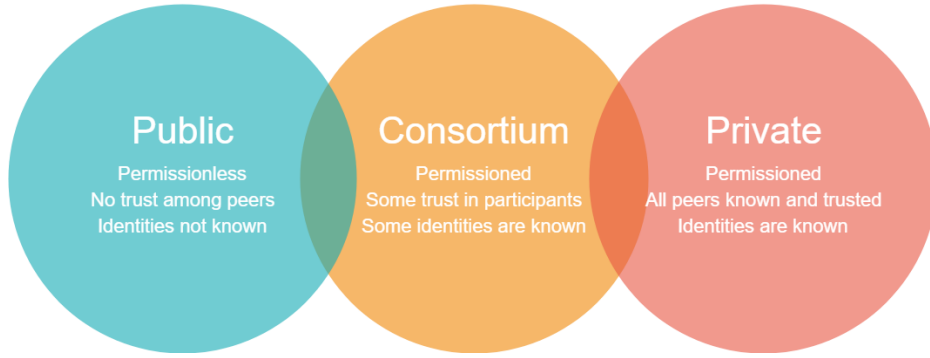 Public
Permissionless
No trust among peers
Identities not known
Consortium
Permissioned
Some trust in participants
Some identities are known
Private
Permissioned
All peers known and trusted
Identities are known